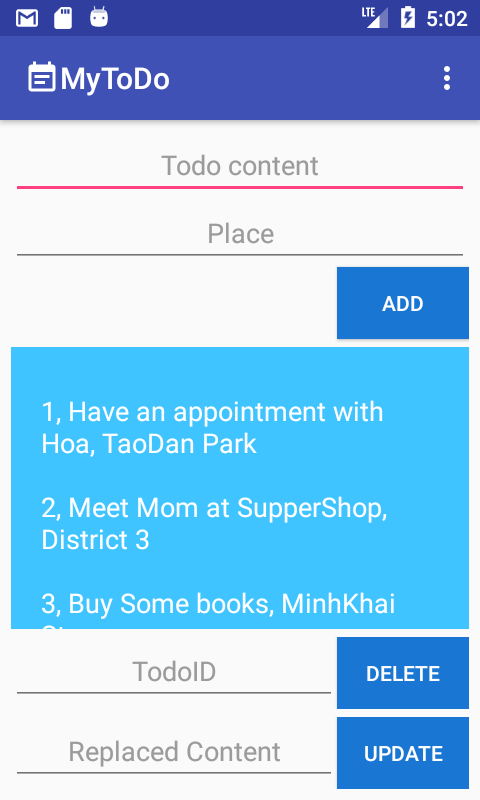 LTE 5:02
MyToDo
Todo content
Place
ADD
1, Have an appointment with
Hoa, TaoDan Park
2, Meet Mom at SupperShop,
District 3
3, Buy Some books, MinhKhai
TodoID
DELETE
Replaced Content
UPDATE